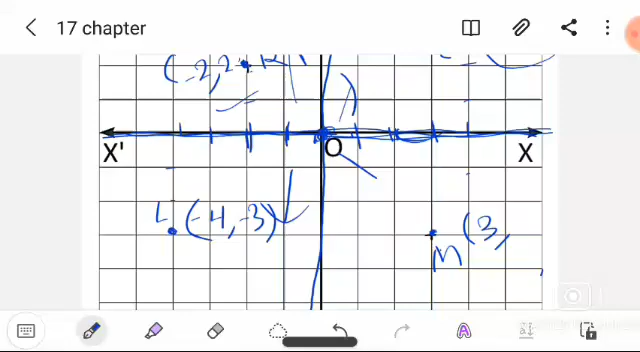 17 chapter
(-2, 2
X' O X
L (-4, -3)
M (3,